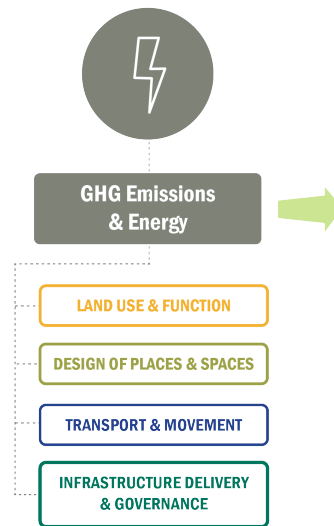 GHG Emissions
& Energy
LAND USE & FUNCTION
DESIGN OF PLACES & SPACES
TRANSPORT & MOVEMENT
INFRASTRUCTURE DELIVERY
& GOVERNANCE